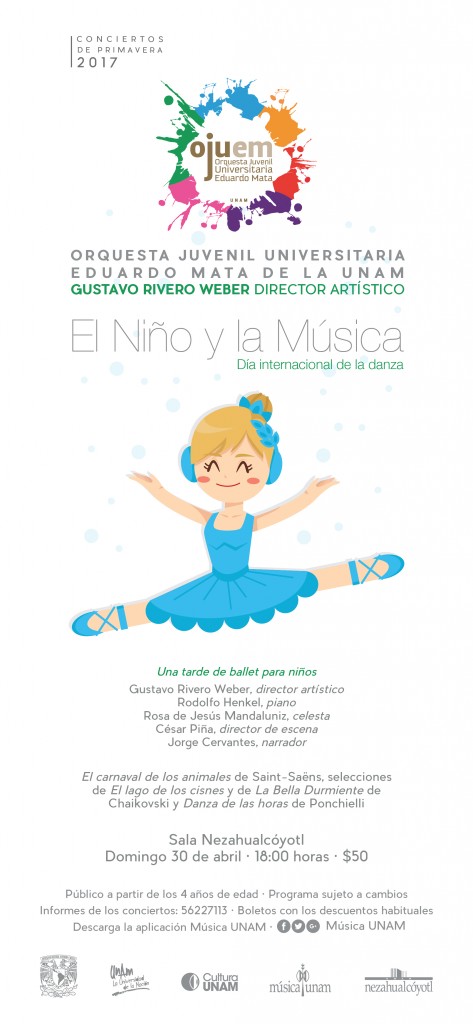 CONCIERTOS
DE PRIMAVERA
2017
ojuem
Orquesta Juvenil
Universitaria
Eduardo Mata
UNAM
ORQUESTA JUVENIL UNIVERSITARIA
EDUARDO MATA DE LA UNAM
GUSTAVO RIVERO WEBER DIRECTOR ARTÍSTICO
El Niño y la Música
Día internacional de la danza
Una tarde de ballet para niños
Gustavo Rivero Weber, director artístico
Rodolfo Henkel, piano
Rosa de Jesús Mandaluniz, celesta
César Piña, director de escena
Jorge Cervantes, narrador
El carnaval de los animales de Saint-Saëns, selecciones
de El lago de los cisnes y de La Bella Durmiente de
Chaikovski y Danza de las horas de Ponchielli
Sala Nezahualcóyotl
Domingo 30 de abril · 18:00 horas · $50
Público a partir de los 4 años de edad · Programa sujeto a cambios
Informes de los conciertos: 56227113 · Boletos con los descuentos habituales
Descarga la aplicación Música UNAM · Música UNAM
UNAM
La Universidad
de la Nación
Cultura
UNAM
música unam
nezahualcóyotl